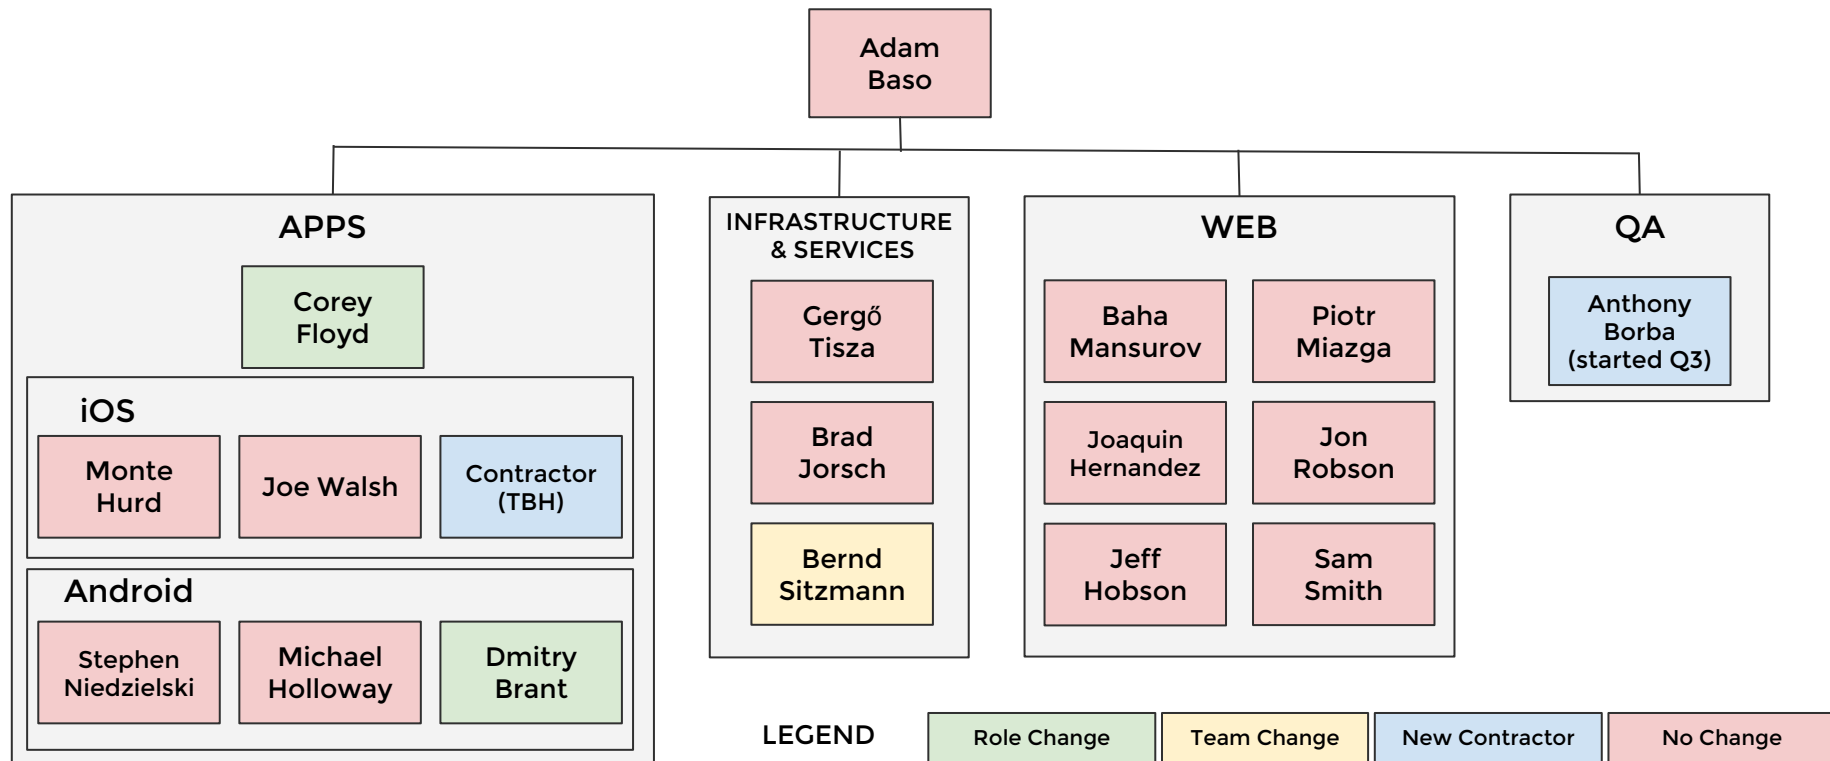 Adam
Baso
APPS
Corey
Floyd
iOS
Monte
Hurd
Joe Walsh
Contractor
(TBH)
Android
Stephen
Niedzielski
Michael
Holloway
Dmitry
Brant
INFRASTRUCTURE
& SERVICES
Gergő
Tisza
Brad
Jorsch
Bernd
Sitzmann
WEB
Baha
Mansurov
Piotr
Miazga
Joaquin
Hernandez
Jon
Robson
Jeff
Hobson
Sam
Smith
QA
Anthony
Borba
(started Q3)
LEGEND
Role Change
Team Change
New Contractor
No Change